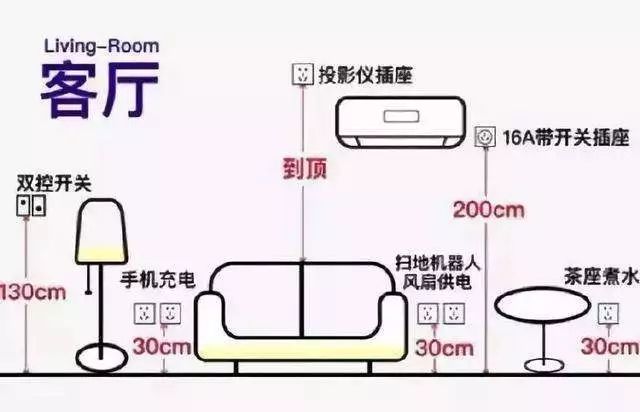 Living-Room
客厅
投影仪插座
16A带开关插座
到顶
双控开关
200cm
130cm
手机充电
扫地机器人
风扇供电
茶座煮水
30cm
30cm
30cm